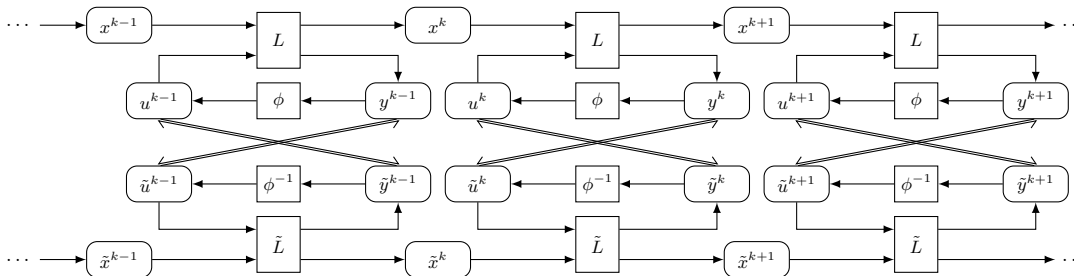 ⋯ x^{k−1} L x^k L x^{k+1} L ⋯
u^{k−1} ϕ y^{k−1} u^k ϕ y^k u^{k+1} ϕ y^{k+1}
ũ^{k−1} ϕ^{−1} ỹ^{k−1} ũ^k ϕ^{−1} ỹ^k ũ^{k+1} ϕ^{−1} ỹ^{k+1}
⋯ x̃^{k−1} L̃ x̃^k L̃ x̃^{k+1} L̃ ⋯